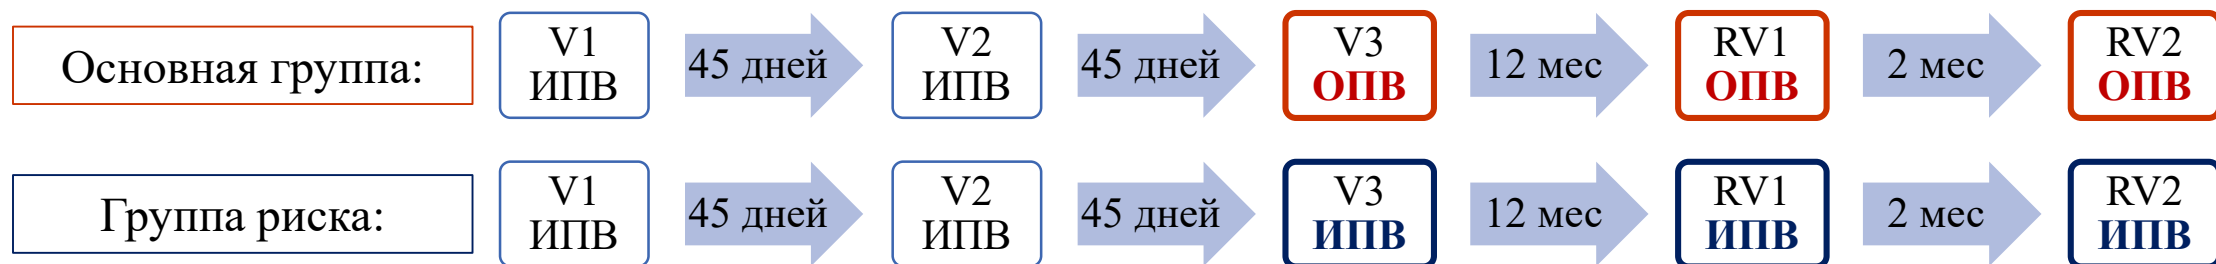 Основная группа:
V1
ИПВ
45 дней
V2
ИПВ
45 дней
V3
ОПВ
12 мес
RV1
ОПВ
2 мес
RV2
ОПВ
Группа риска:
V1
ИПВ
45 дней
V2
ИПВ
45 дней
V3
ИПВ
12 мес
RV1
ИПВ
2 мес
RV2
ИПВ